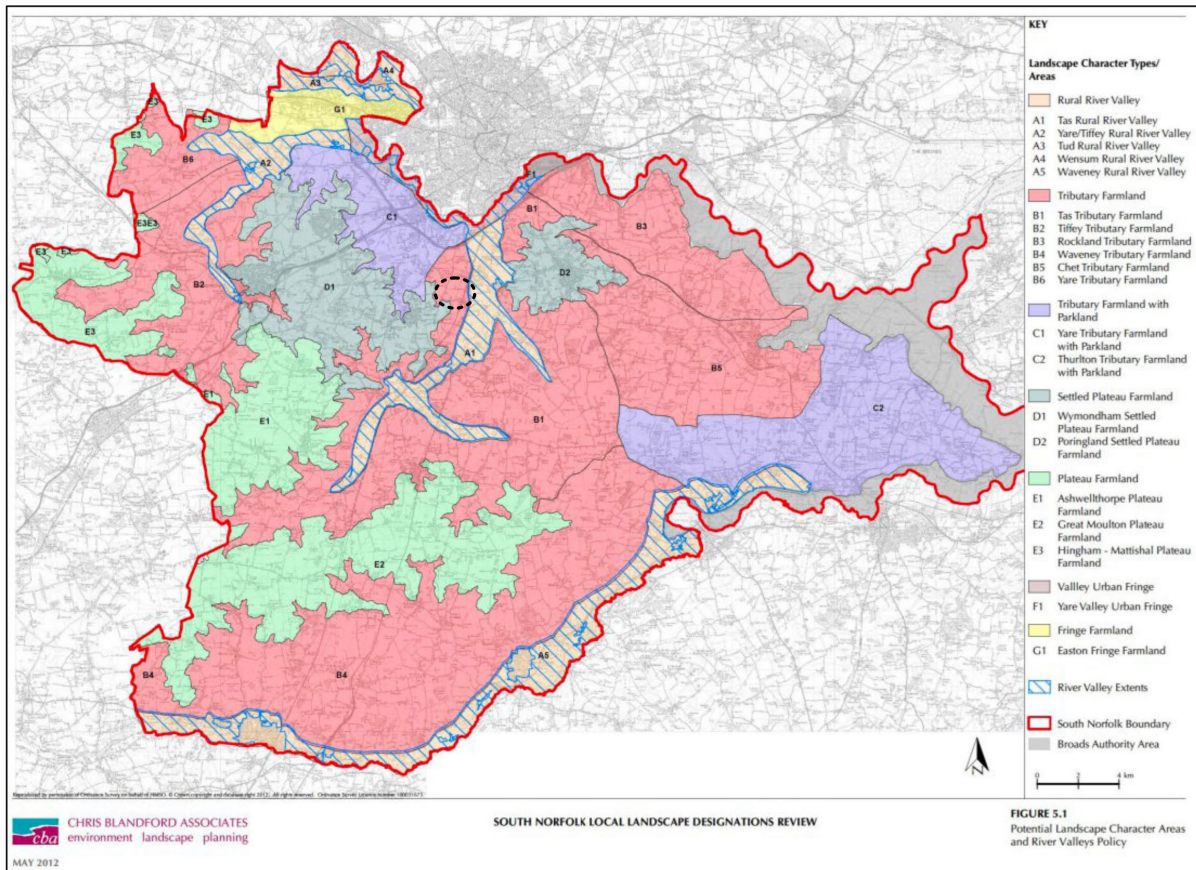 KEY
Landscape Character Types/
Areas
Rural River Valley
A1 Tas Rural River Valley
A2 Yare/Tiffey Rural River Valley
A3 Tud Rural River Valley
A4 Wensum Rural River Valley
A5 Waveney Rural River Valley
Tributary Farmland
B1 Tas Tributary Farmland
B2 Tiffey Tributary Farmland
B3 Rockland Tributary Farmland
B4 Waveney Tributary Farmland
B5 Chet Tributary Farmland
B6 Yare Tributary Farmland
Tributary Farmland with
Parkland
C1 Yare Tributary Farmland
with Parkland
C2 Thurlton Tributary Farmland
with Parkland
Settled Plateau Farmland
D1 Wymondham Settled
Plateau Farmland
D2 Poringland Settled Plateau
Farmland
Plateau Farmland
E1 Ashwellthorpe Plateau
Farmland
E2 Great Moulton Plateau
Farmland
E3 Hingham - Mattishal Plateau
Farmland
Vallley Urban Fringe
F1 Yare Valley Urban Fringe
Fringe Farmland
G1 Easton Fringe Farmland
River Valley Extents
South Norfolk Boundary
Broads Authority Area
0 2 4 km
A3
A4
G1
E3
E3
E3
B6
A2
F1
B1
B3
C1
E3E3
E3
E3
B2
D1
D2
E3
A1
B5
E1
E1
B1
C2
E2
A5
B4
B4
cba
CHRIS BLANDFORD ASSOCIATES
environment landscape planning
MAY 2012
SOUTH NORFOLK LOCAL LANDSCAPE DESIGNATIONS REVIEW
FIGURE 5.1
Potential Landscape Character Areas
and River Valleys Policy